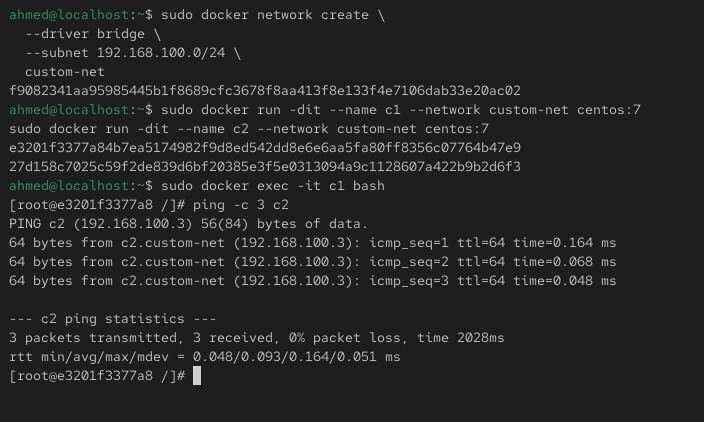 ahmed@localhost:~$ sudo docker network create \
  --driver bridge \
  --subnet 192.168.100.0/24 \
  custom-net
f9082341aa95985445b1f8689cfc3678f8aa413f8e133f4e7106dab33e20ac02
ahmed@localhost:~$ sudo docker run -dit --name c1 --network custom-net centos:7
sudo docker run -dit --name c2 --network custom-net centos:7
e3201f3377a84b7ea5174982f9d8ed542dd8e6e6aa5fa80ff8356c07764b47e9
27d158c7025c59f2de839d6bf20385e3f5e0313094a9c1128607a422b9b2d6f3
ahmed@localhost:~$ sudo docker exec -it c1 bash
[root@e3201f3377a8 /]# ping -c 3 c2
PING c2 (192.168.100.3) 56(84) bytes of data.
64 bytes from c2.custom-net (192.168.100.3): icmp_seq=1 ttl=64 time=0.164 ms
64 bytes from c2.custom-net (192.168.100.3): icmp_seq=2 ttl=64 time=0.068 ms
64 bytes from c2.custom-net (192.168.100.3): icmp_seq=3 ttl=64 time=0.048 ms

--- c2 ping statistics ---
3 packets transmitted, 3 received, 0% packet loss, time 2028ms
rtt min/avg/max/mdev = 0.048/0.093/0.164/0.051 ms
[root@e3201f3377a8 /]#